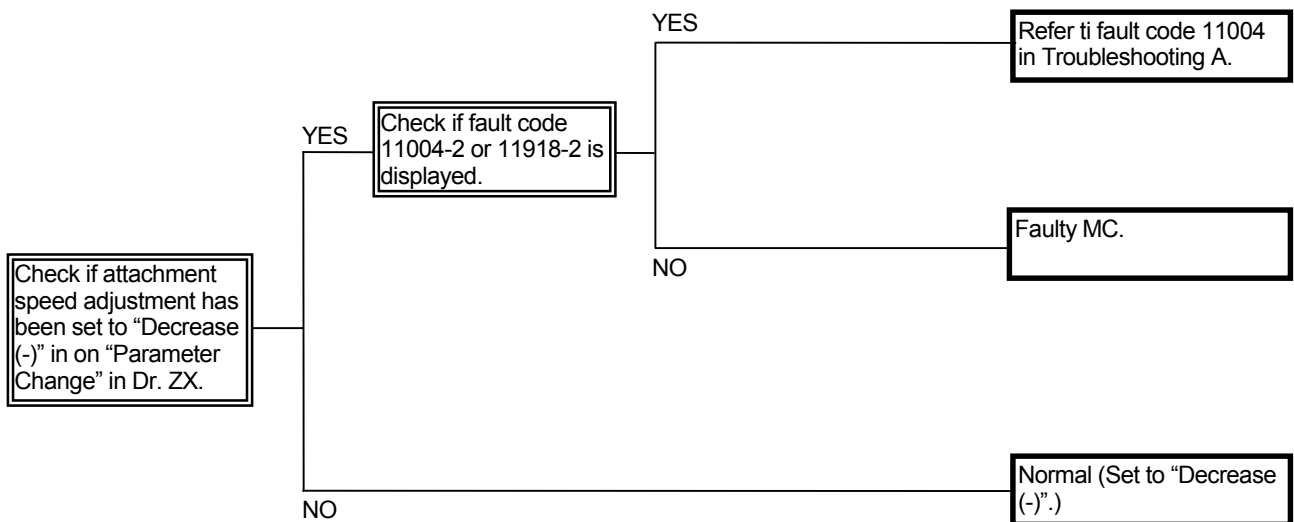 YES
Refer ti fault code 11004
in Troubleshooting A.
YES
Check if fault code
11004-2 or 11918-2 is
displayed.
Faulty MC.
NO
Check if attachment
speed adjustment has
been set to “Decrease
(-)” in on “Parameter
Change” in Dr. ZX.
Normal (Set to “Decrease
(-)”.)
NO